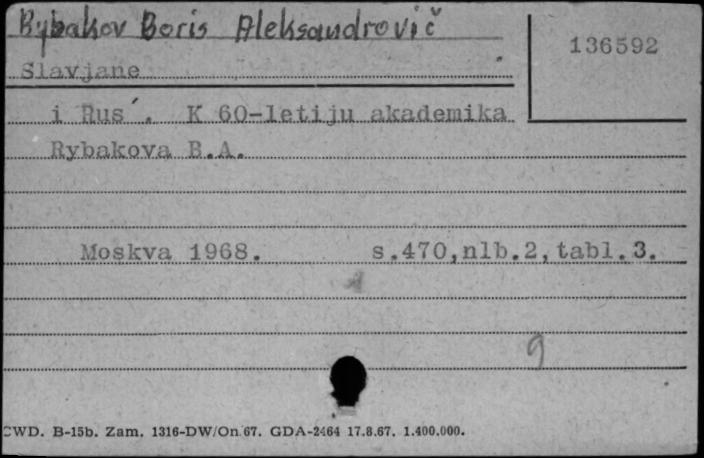 Rybakov Boris Aleksandrovič
136592
Slavjane
i Rus´. K 60-letiju akademika
Rybakova B.A.
Moskva 1968. s.470,nlb.2,tabl.3.
9
CWD. B-15b. Zam. 1316-DW/On 67. GDA-2464 17.8.67. 1.400.000.